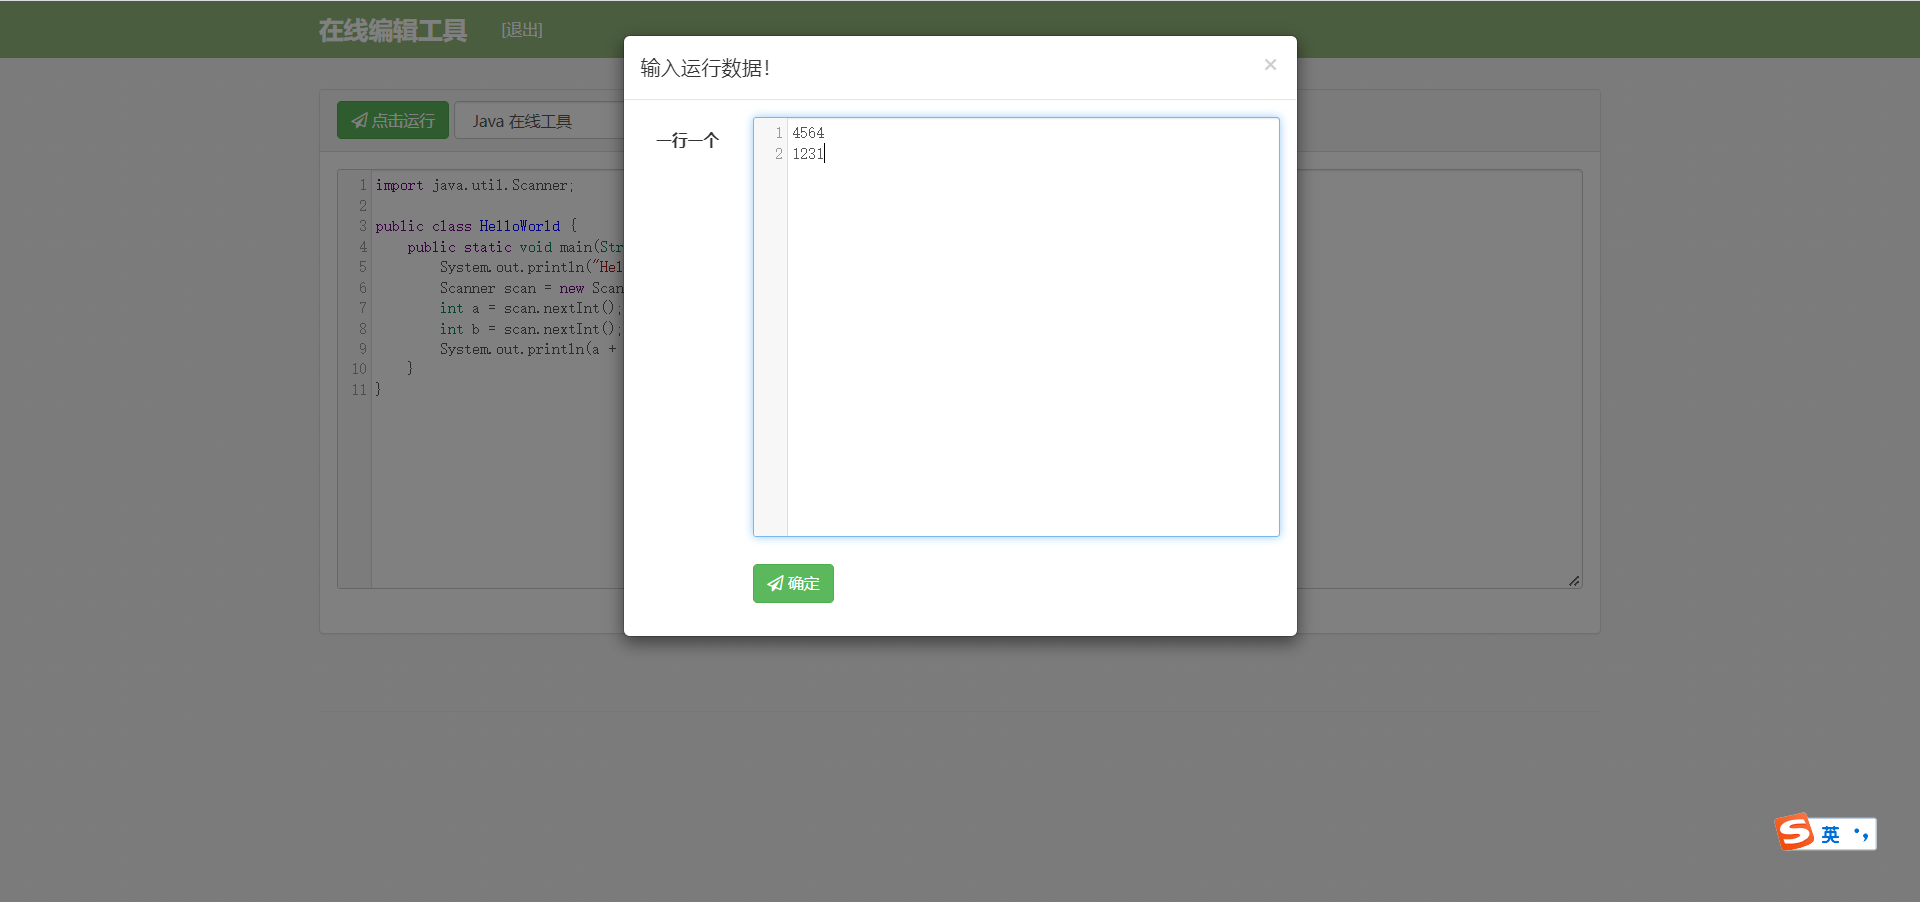 在线编辑工具 [退出]
输入运行数据! ×
点击运行 Java 在线工具
一行一个
1 4564
2 1231
1 import java.util.Scanner;
2
3 public class HelloWorld {
4 public static void main(Str
5 System.out.println("Hel
6 Scanner scan = new Scan
7 int a = scan.nextInt();
8 int b = scan.nextInt();
9 System.out.println(a +
10 }
11 }
确定
S 英 •,